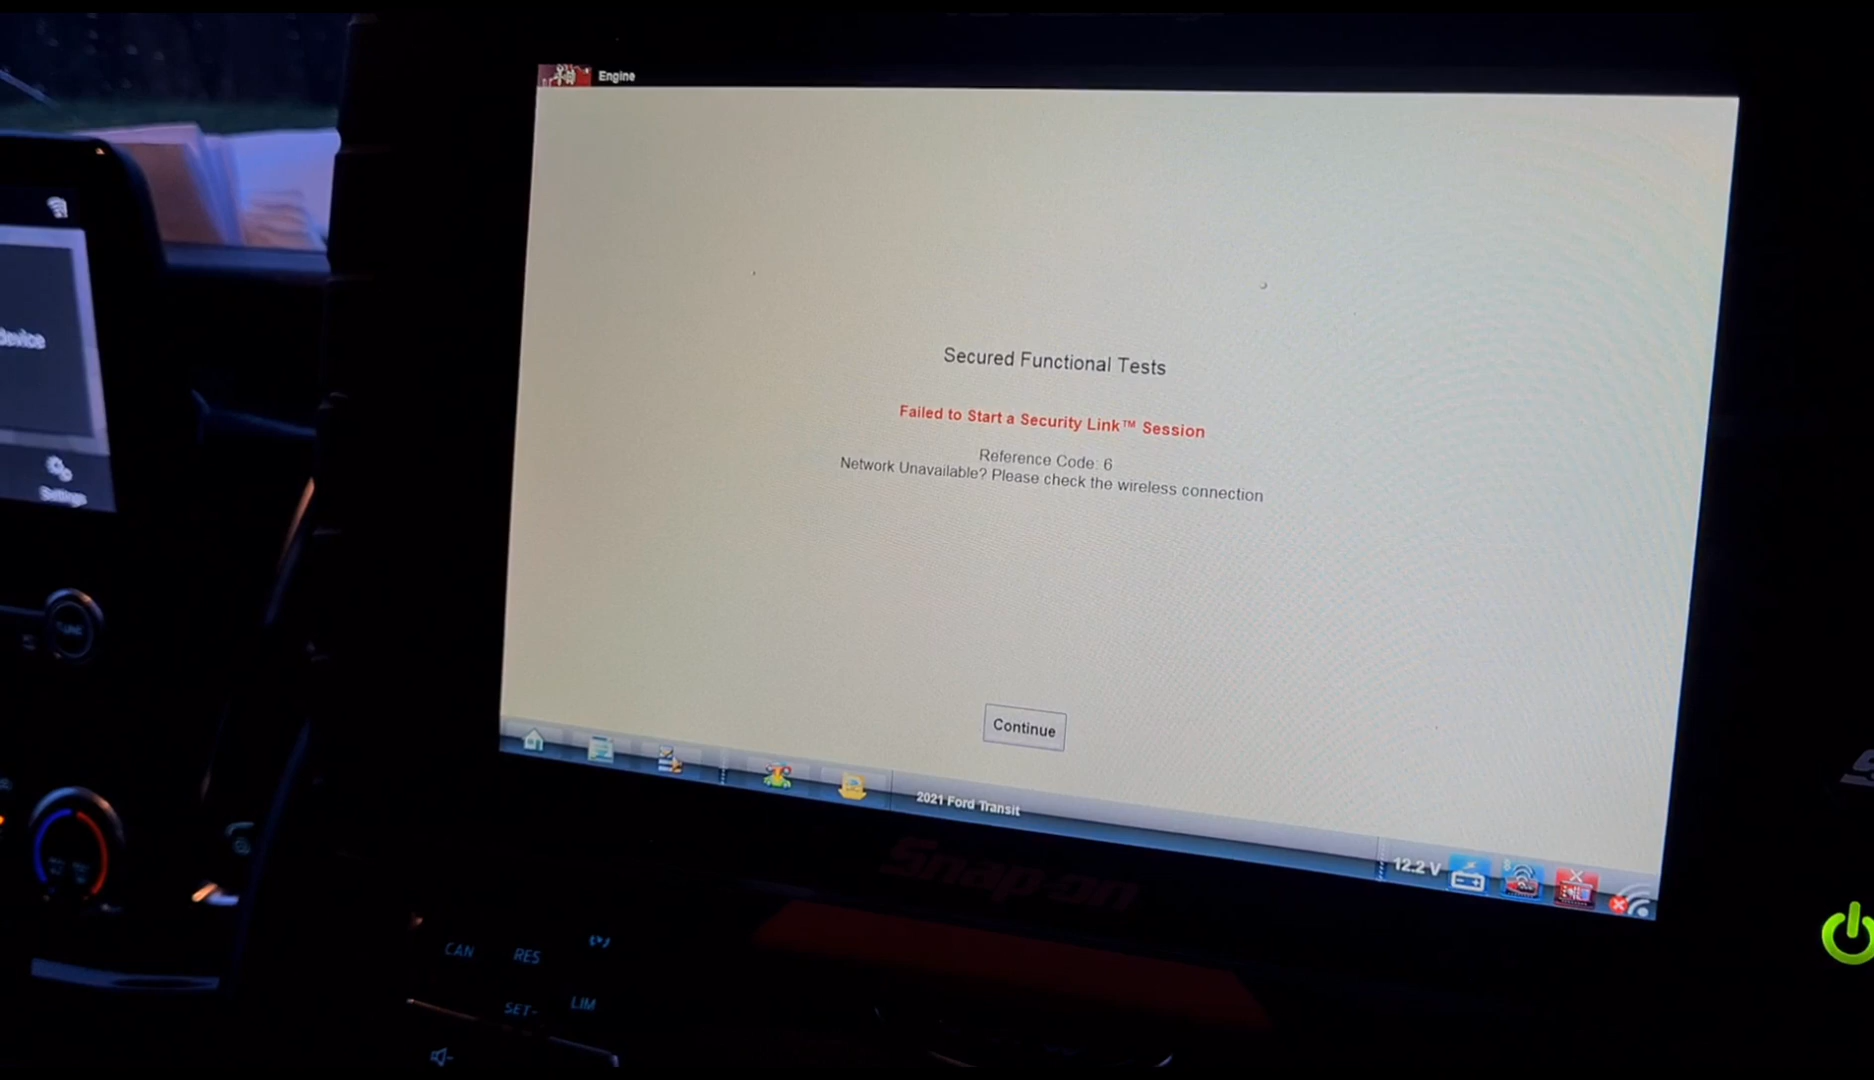 Engine
device
Settings
Secured Functional Tests
Failed to Start a Security Link™ Session
Reference Code: 6
Network Unavailable? Please check the wireless connection
Continue
2021 Ford Transit
12.2 V
Snap-on
TUNE
CAN
RES
SET-
LIM